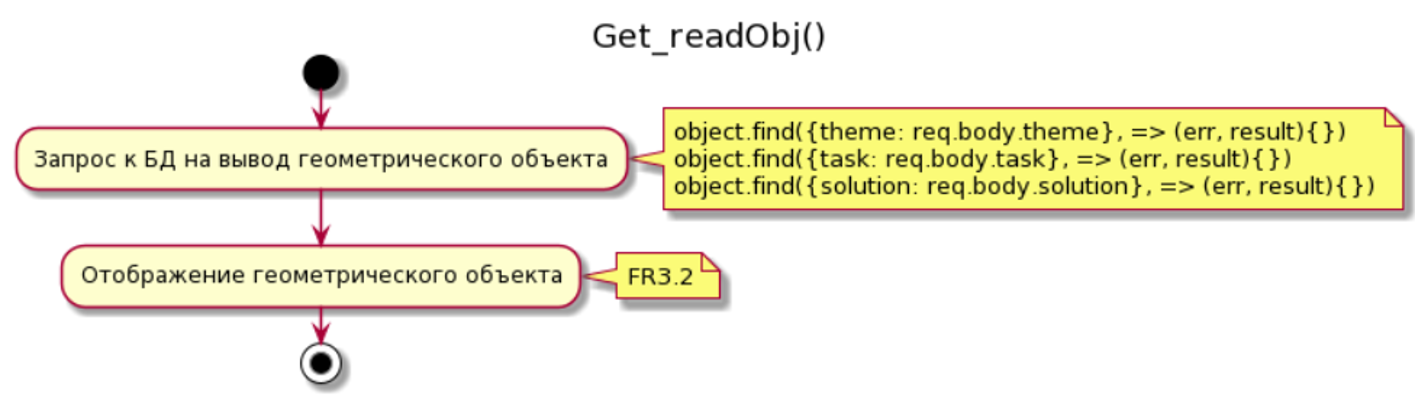 Get_readObj()
Запрос к БД на вывод геометрического объекта
object.find({theme: req.body.theme}, => (err, result){})
object.find({task: req.body.task}, => (err, result){})
object.find({solution: req.body.solution}, => (err, result){})
Отображение геометрического объекта
FR3.2